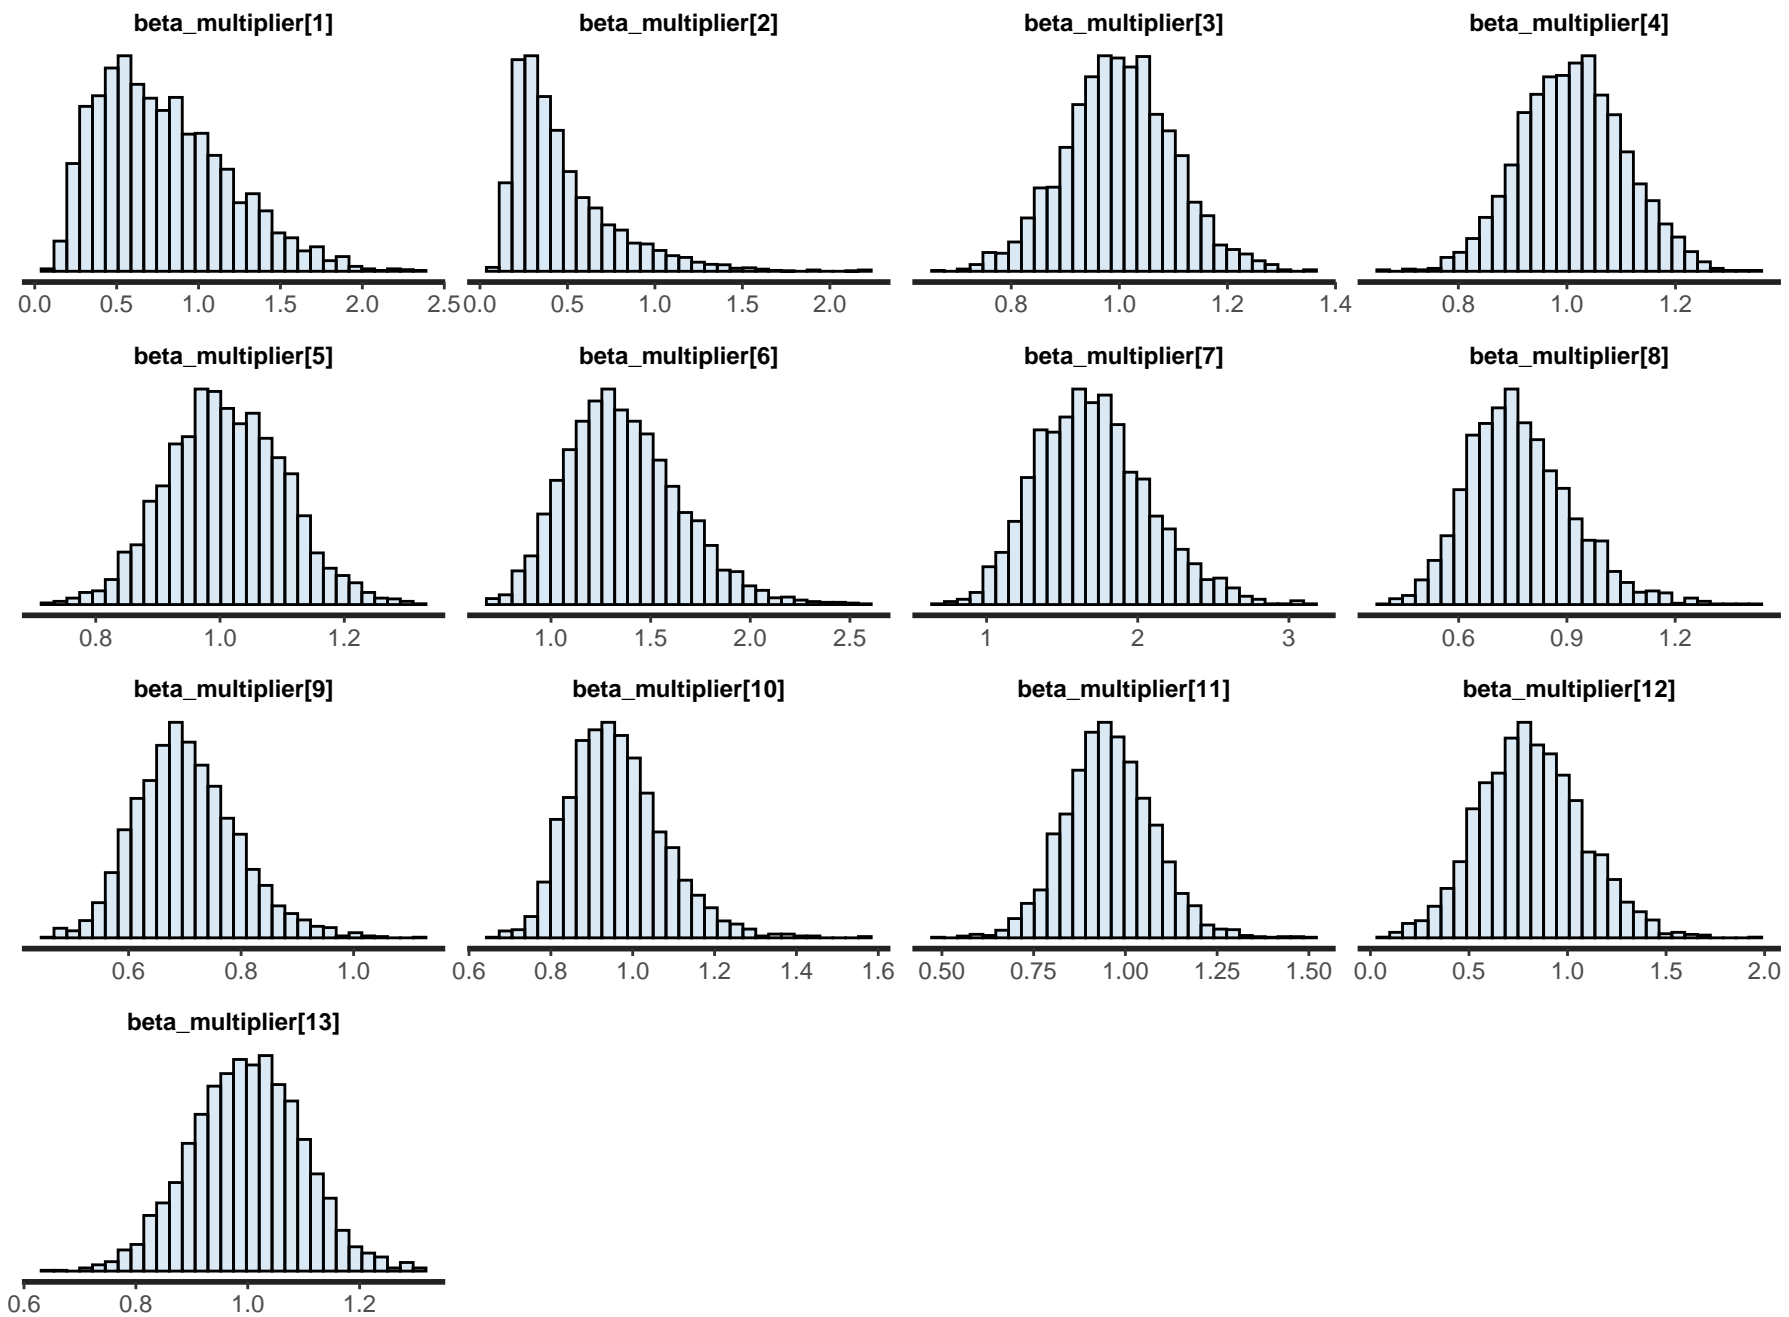 beta_multiplier[1] beta_multiplier[2] beta_multiplier[3] beta_multiplier[4]
0.0 0.5 1.0 1.5 2.0 2.5 0.0 0.5 1.0 1.5 2.0 0.8 1.0 1.2 1.4 0.8 1.0 1.2
beta_multiplier[5] beta_multiplier[6] beta_multiplier[7] beta_multiplier[8]
0.8 1.0 1.2 1.0 1.5 2.0 2.5 1 2 3 0.6 0.9 1.2
beta_multiplier[9] beta_multiplier[10] beta_multiplier[11] beta_multiplier[12]
0.6 0.8 1.0 0.6 0.8 1.0 1.2 1.4 1.6 0.50 0.75 1.00 1.25 1.50 0.0 0.5 1.0 1.5 2.0
beta_multiplier[13]
0.6 0.8 1.0 1.2